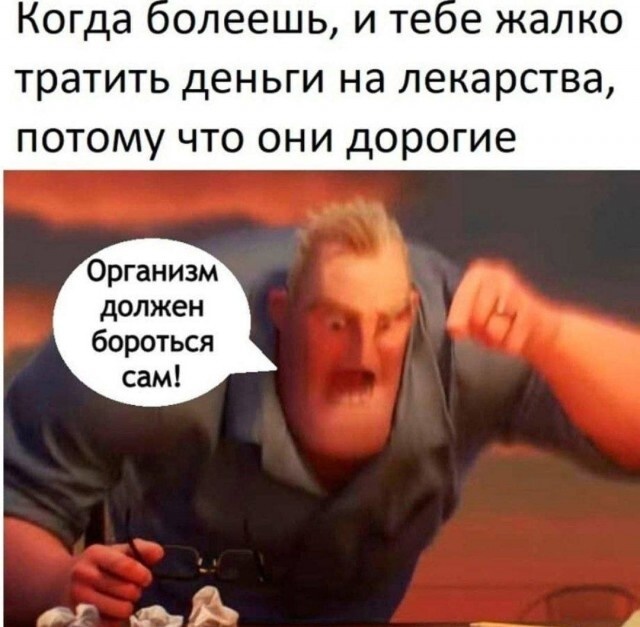 Когда болеешь, и тебе жалко
тратить деньги на лекарства,
потому что они дорогие
Организм
должен
бороться
сам!